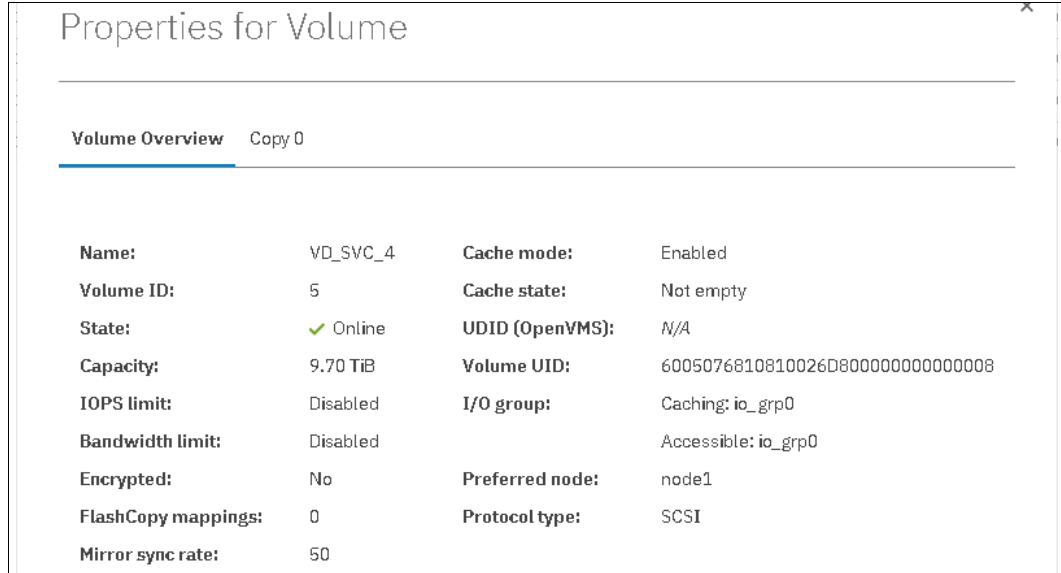 Properties for Volume
×
Volume Overview Copy 0
Name: VD_SVC_4 Cache mode: Enabled
Volume ID: 5 Cache state: Not empty
State: ✓ Online UDID (OpenVMS): N/A
Capacity: 9.70 TiB Volume UID: 6005076810810026D800000000000008
IOPS limit: Disabled I/O group: Caching: io_grp0
Bandwidth limit: Disabled Accessible: io_grp0
Encrypted: No Preferred node: node1
FlashCopy mappings: 0 Protocol type: SCSI
Mirror sync rate: 50